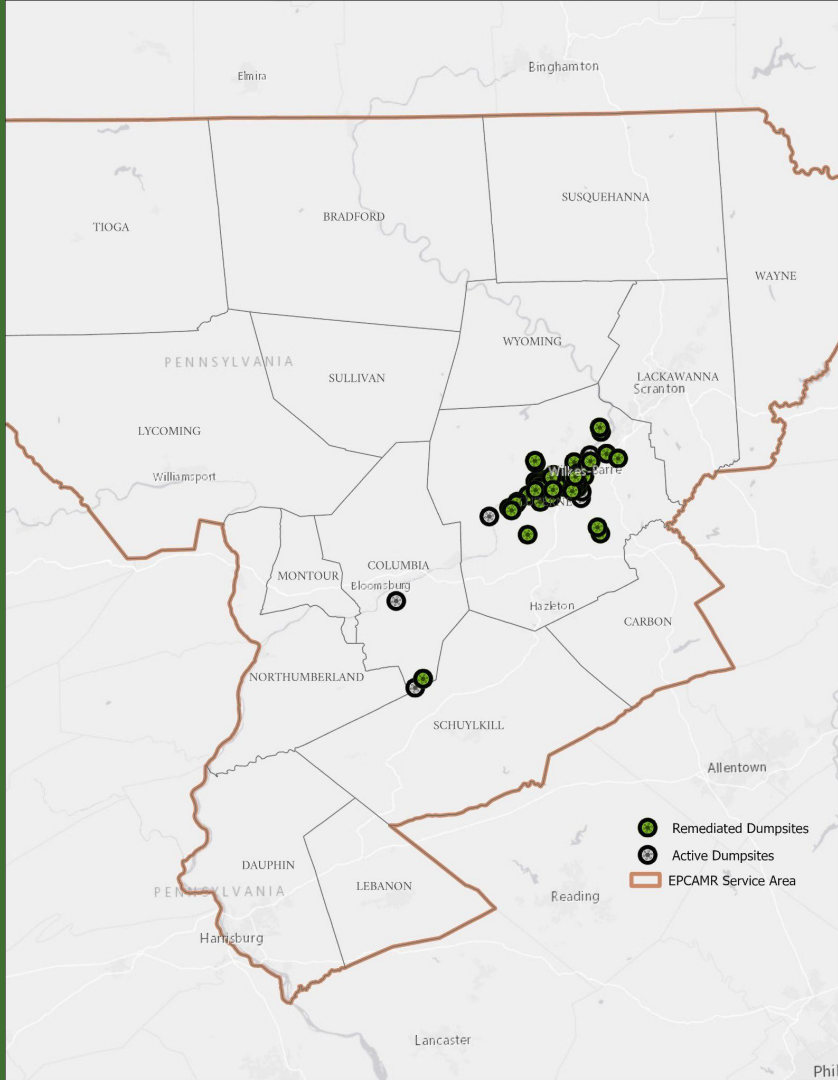 Binghamton
Elmira
SUSQUEHANNA
BRADFORD
TIOGA
WAYNE
WYOMING
PENNSYLVANIA
SULLIVAN
LACKAWANNA
Scranton
LYCOMING
Wilkes-Barre
Williamsport
COLUMBIA
MONTOUR
Bloomsburg
Hazleton
CARBON
NORTHUMBERLAND
SCHUYLKILL
Allentown
Remediated Dumpsites
Active Dumpsites
EPCAMR Service Area
DAUPHIN
LEBANON
PENNSYLVANIA
Reading
Harrisburg
Lancaster
Phil